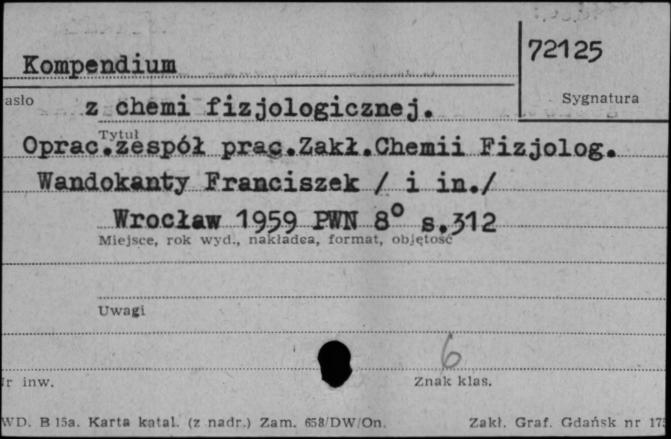 Kompendium
72125
asło
Sygnatura
z chemi fizjologicznej.
Tytuł
Oprac.zespół prac.Zakł.Chemii Fizjolog.
Wandokanty Franciszek / i in./
Wrocław 1959 PWN 8° s.312
Miejsce, rok wyd., nakładca, format, objętość
Uwagi
6
Nr inw.
Znak klas.
WD. B 15a. Karta katal. (z nadr.) Zam. 658/DW/On.
Zakł. Graf. Gdańsk nr 17